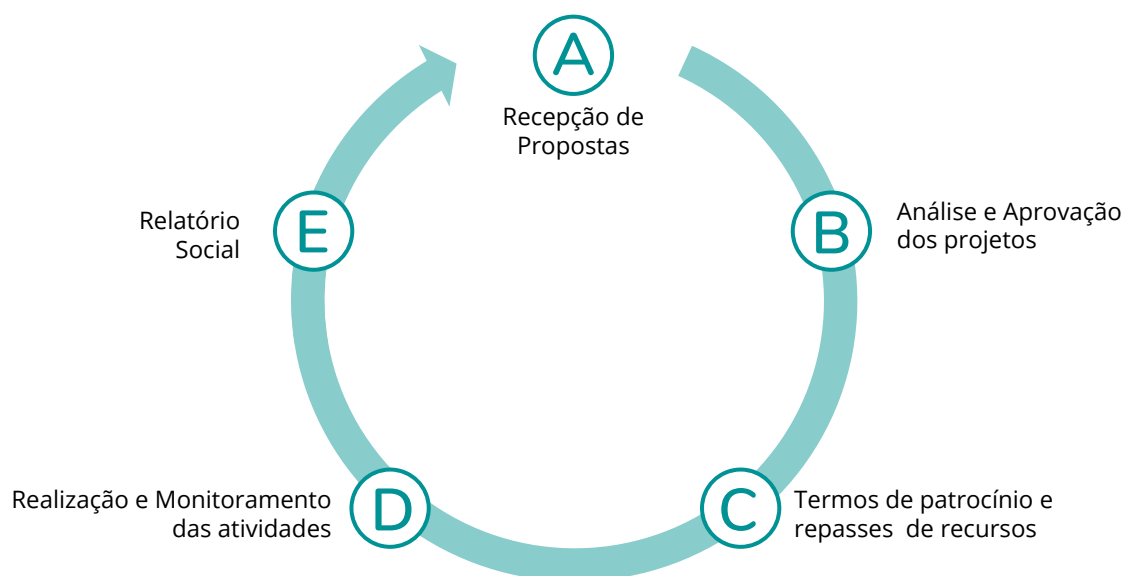 A
Recepção de
Propostas
B
Análise e Aprovação
dos projetos
C
Termos de patrocínio e
repasses de recursos
D
Realização e Monitoramento
das atividades
E
Relatório
Social